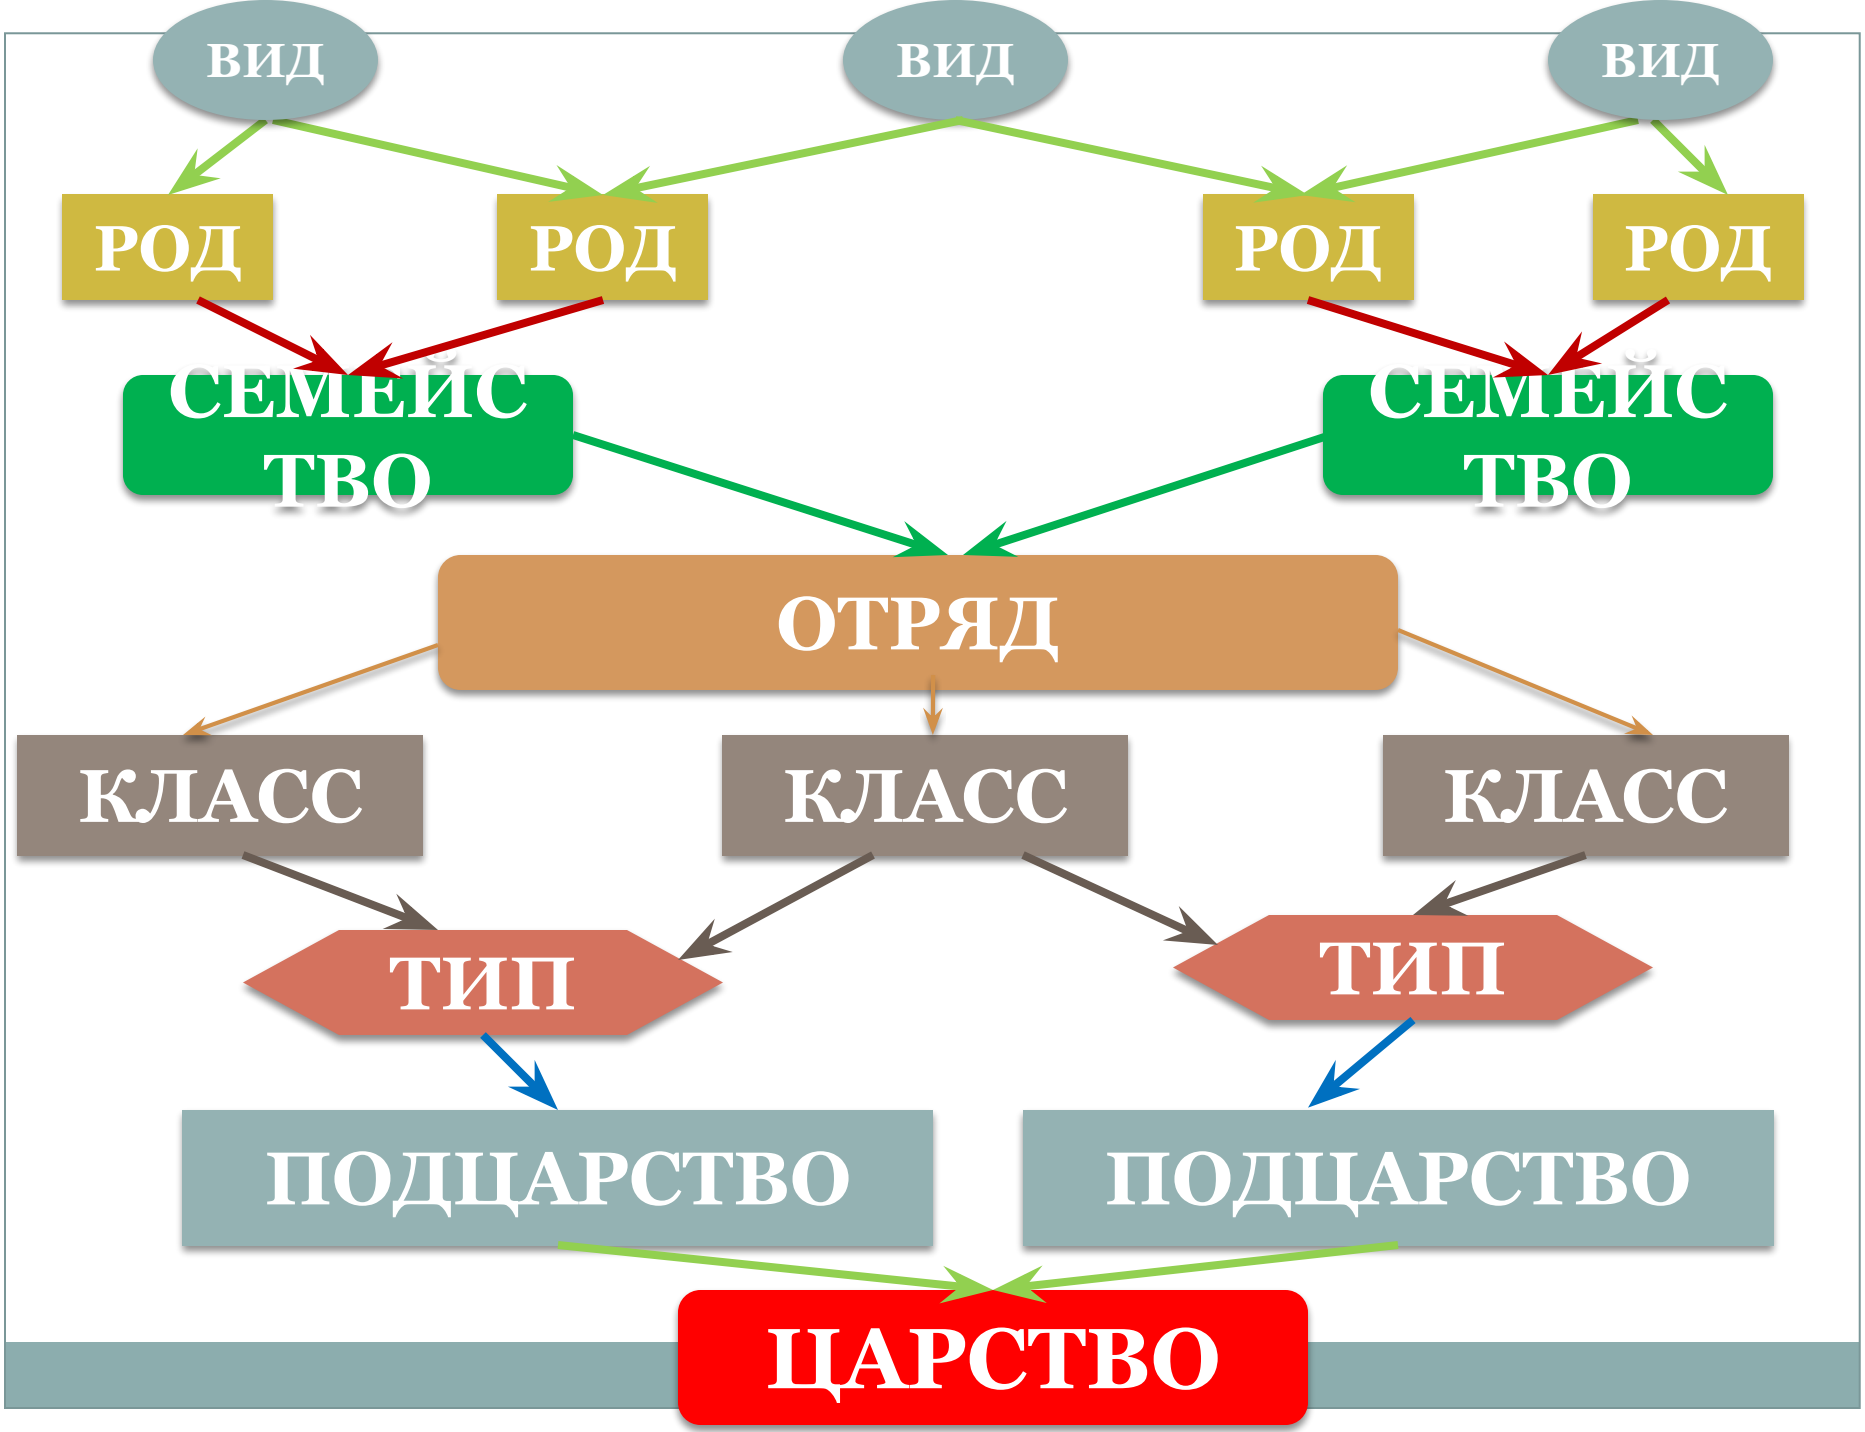 ВИД ВИД ВИД
РОД РОД РОД РОД
СЕМЕЙС
ТВО
СЕМЕЙС
ТВО
ОТРЯД
КЛАСС КЛАСС КЛАСС
ТИП ТИП
ПОДЦАРСТВО ПОДЦАРСТВО
ЦАРСТВО